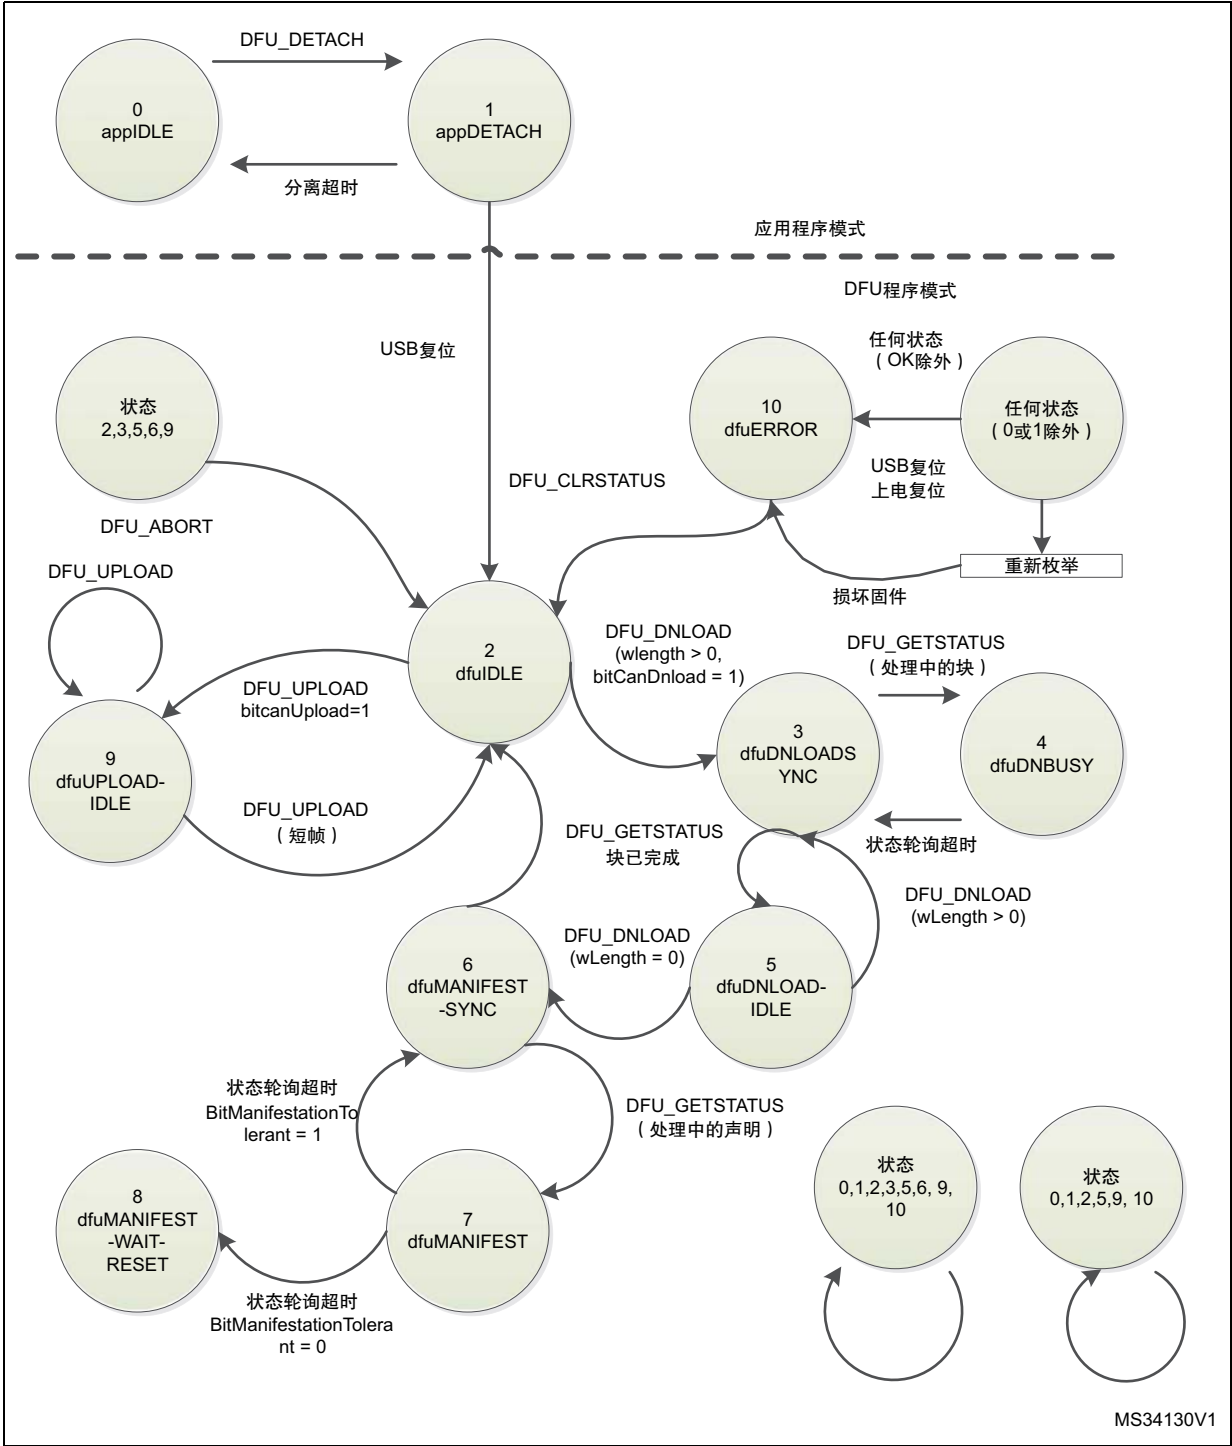 DFU_DETACH
0
appIDLE
1
appDETACH
分离超时
应用程序模式
DFU程序模式
USB复位
任何状态
（OK除外）
状态
2,3,5,6,9
10
dfuERROR
任何状态
（0或1除外）
DFU_CLRSTATUS
USB复位
上电复位
DFU_ABORT
DFU_UPLOAD
重新枚举
损坏固件
2
dfuIDLE
DFU_DNLOAD
(wlength > 0,
bitCanDnload = 1)
DFU_GETSTATUS
（处理中的块）
DFU_UPLOAD
bitcanUpload=1
3
dfuDNLOADS
YNC
4
dfuDNBUSY
9
dfuUPLOAD-
IDLE
DFU_UPLOAD
（短帧）
DFU_GETSTATUS
块已完成
状态轮询超时
DFU_DNLOAD
(wLength > 0)
DFU_DNLOAD
(wLength = 0)
6
dfuMANIFEST
-SYNC
5
dfuDNLOAD-
IDLE
状态轮询超时
BitManifestationTo
lerant = 1
DFU_GETSTATUS
（处理中的声明）
状态
0,1,2,3,5,6, 9,
10
状态
0,1,2,5,9, 10
8
dfuMANIFEST
-WAIT-
RESET
7
dfuMANIFEST
状态轮询超时
BitManifestationTolera
nt = 0
MS34130V1